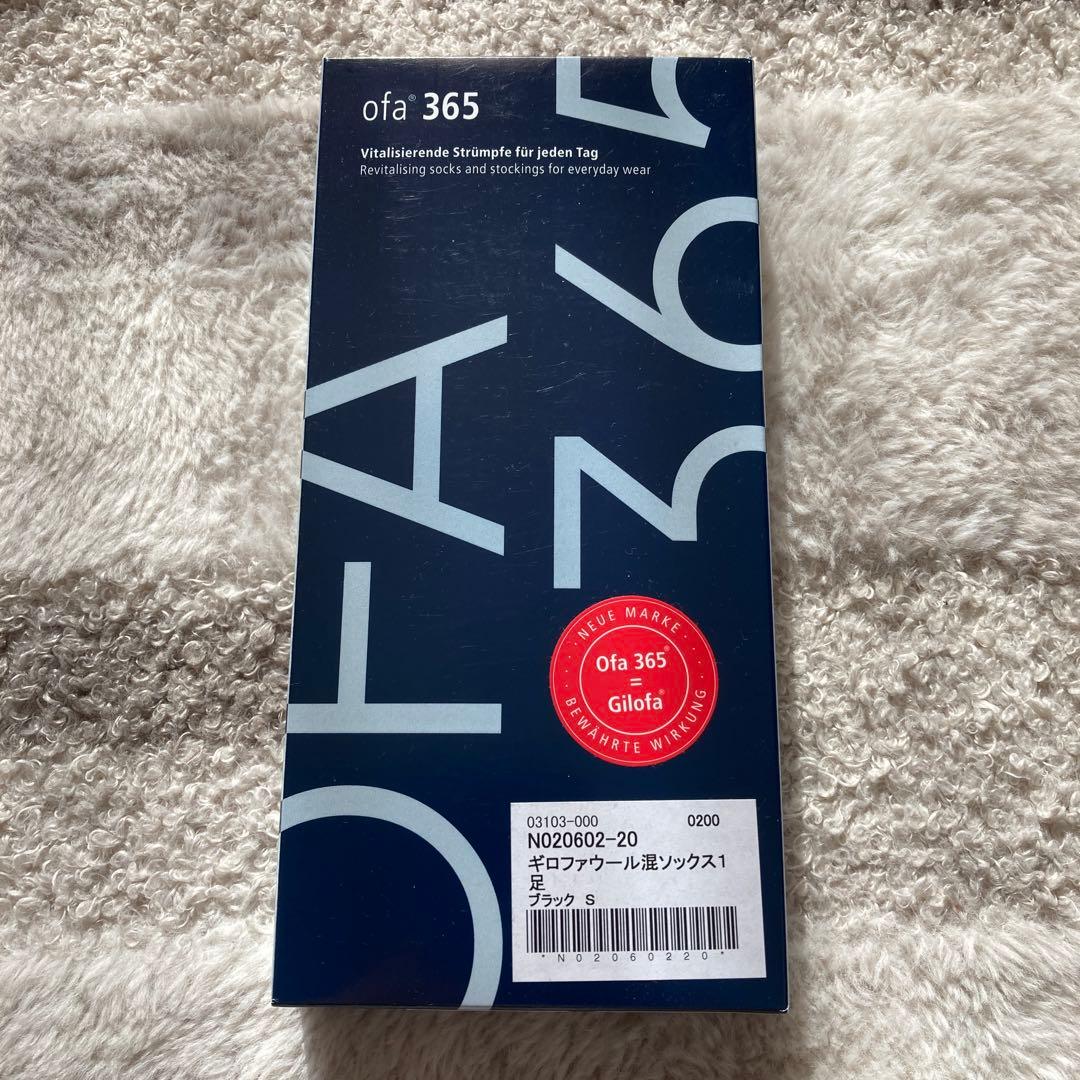 ofa® 365
Vitalisierende Strümpfe für jeden Tag
Revitalising socks and stockings for everyday wear
OFA
365
· NEUE MARKE ·
Ofa 365®
=
Gilofa®
BEWÄHRTE WIRKUNG
03103-000 0200
N020602-20
ギロファウール混ソックス1
足
ブラック S
*N02060220*